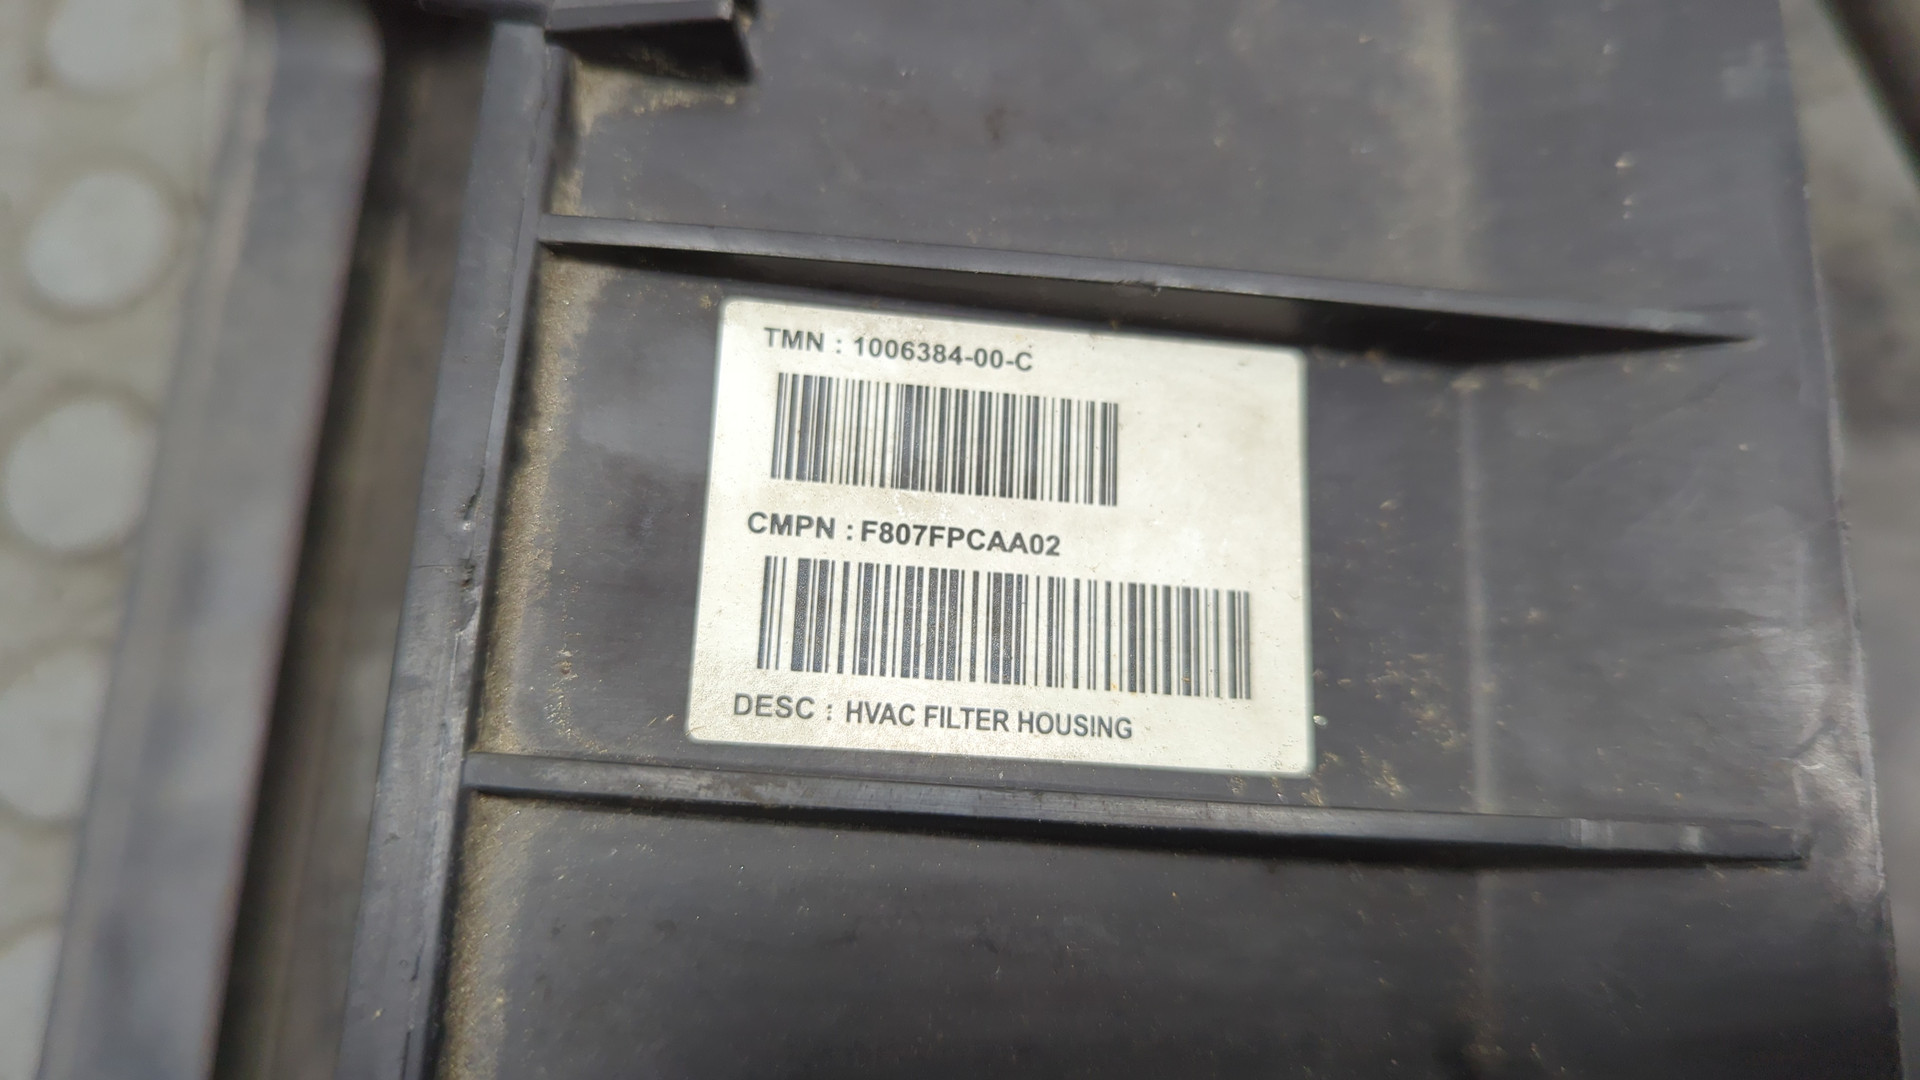 TMN : 1006384-00-C
CMPN : F807FPCAA02
DESC : HVAC FILTER HOUSING